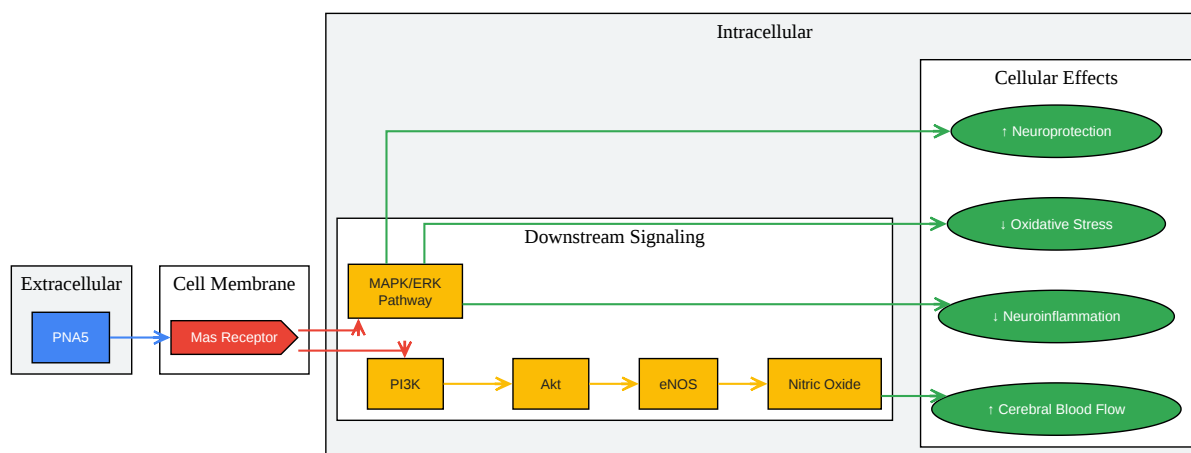 Intracellular
Cellular Effects
↑ Neuroprotection
↓ Oxidative Stress
Downstream Signaling
Extracellular
Cell Membrane
MAPK/ERK
Pathway
↓ Neuroinflammation
PNA5
Mas Receptor
PI3K
Akt
eNOS
Nitric Oxide
↑ Cerebral Blood Flow